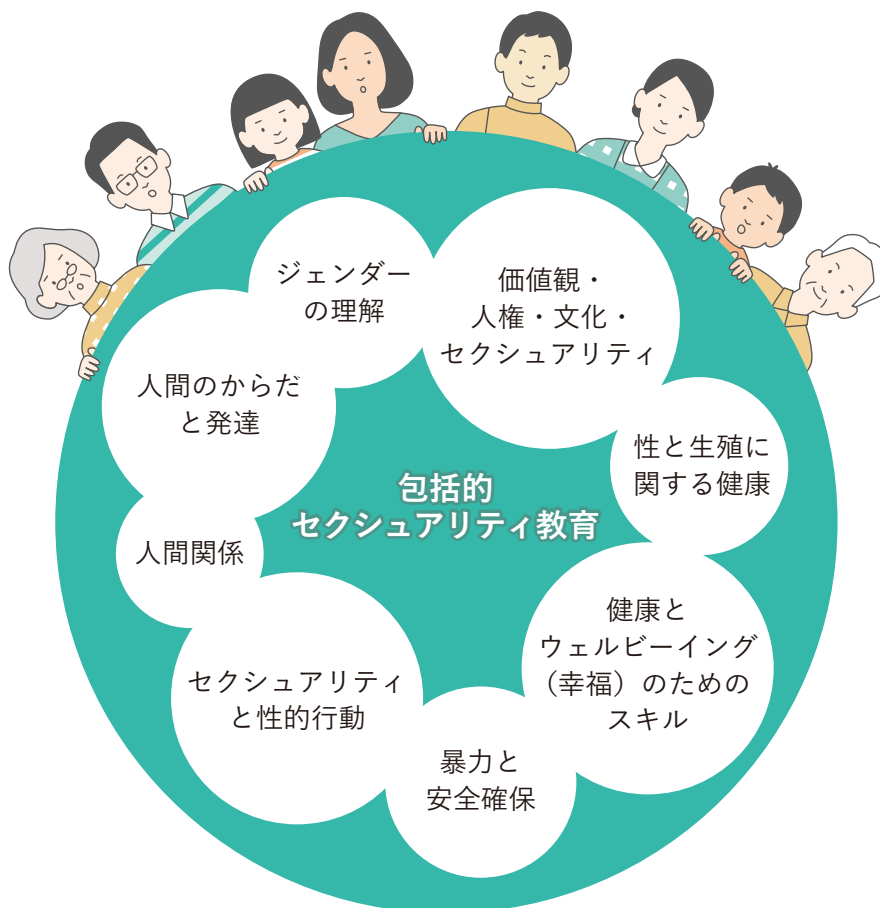 ジェンダー
の理解
価値観・
人権・文化・
セクシュアリティ
人間のからだ
と発達
性と生殖に
関する健康
包括的
セクシュアリティ教育
人間関係
健康と
ウェルビーイング
（幸福）のための
スキル
セクシュアリティ
と性的行動
暴力と
安全確保